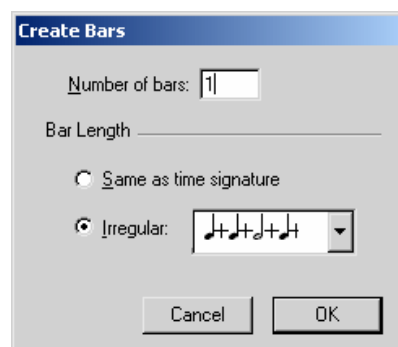 Create Bars
Number of bars: 1
Bar Length
Same as time signature
Irregular: ♩+♩+𝅗𝅥+♩+
Cancel OK